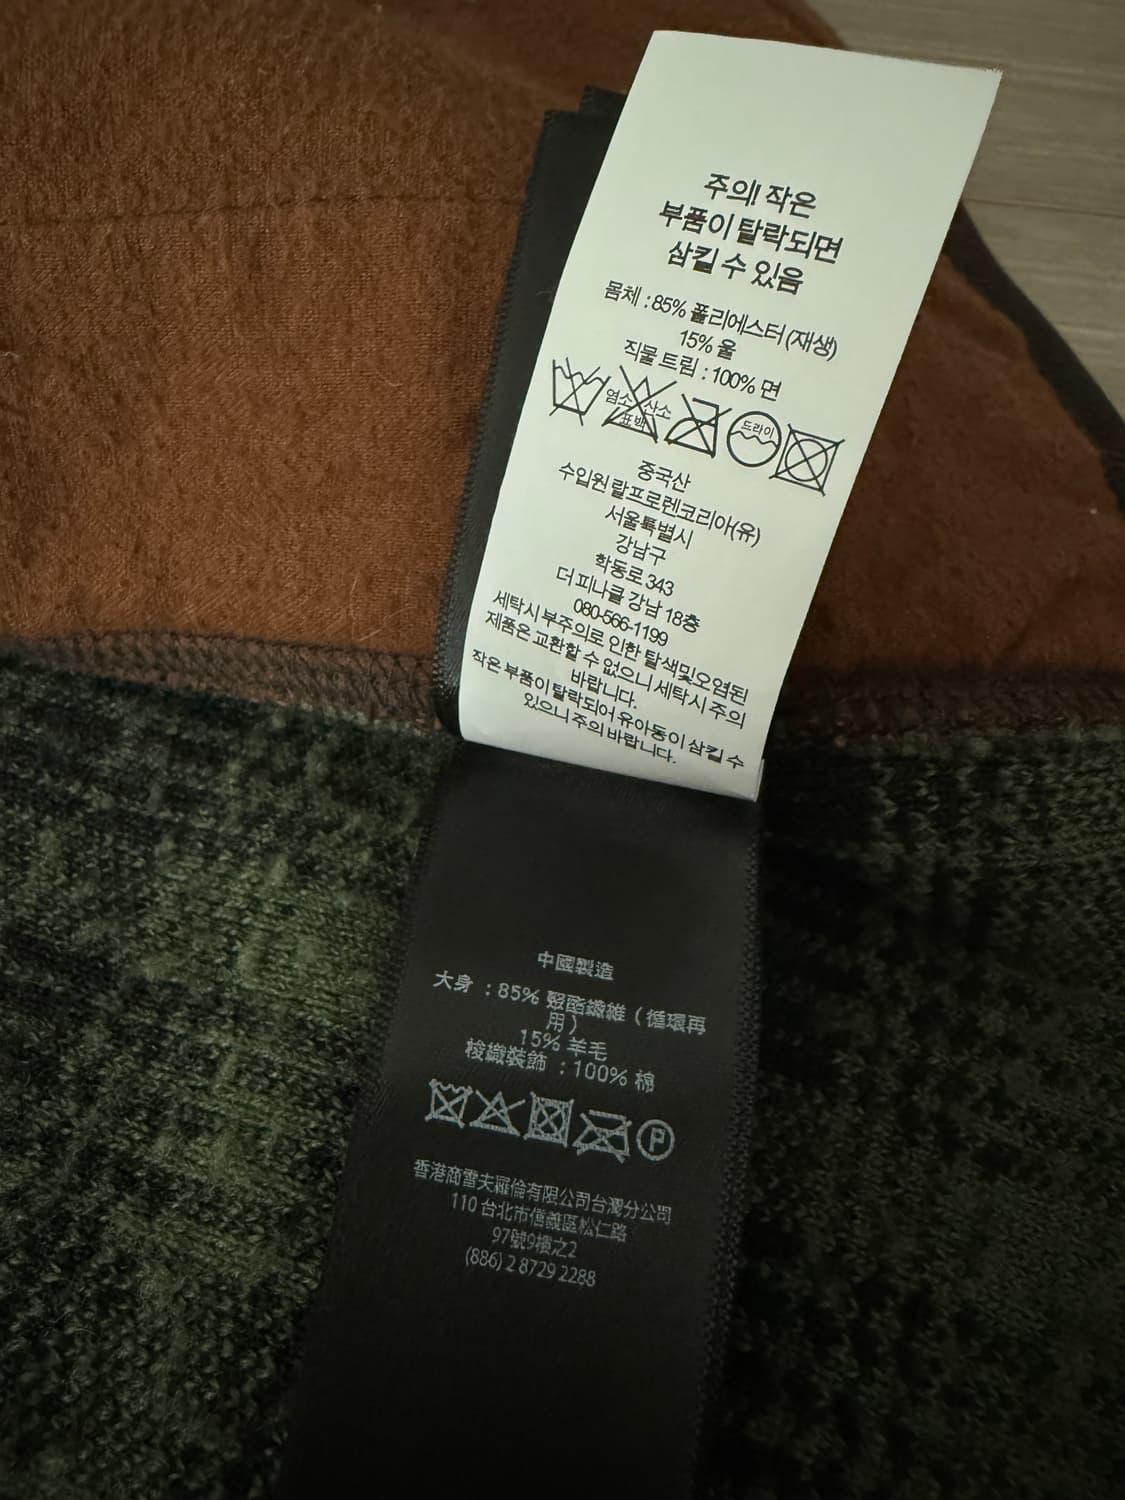 주의! 작은
부품이 탈락되면
삼킬 수 있음
몸체 : 85% 폴리에스터 (재생)
15% 울
직물 트림 : 100% 면
염소 산소
표백
드라이
중국산
수입원 랄프로렌코리아(유)
서울특별시
강남구
학동로 343
더 피나클 강남 18층
080-566-1199
세탁시 부주의로 인한 탈색및오염된
제품은 교환할 수 없으니 세탁시 주의
바랍니다.
작은 부품이 탈락되어 유아동이 삼킬 수
있으니 주의 바랍니다.
中國製造
大身 : 85% 聚酯纖維 (循環再
用)
15% 羊毛
梭織裝飾 : 100% 棉
P
香港商雷夫羅倫有限公司台灣分公司
110 台北市信義區松仁路
97號9樓之2
(886) 2 8729 2288